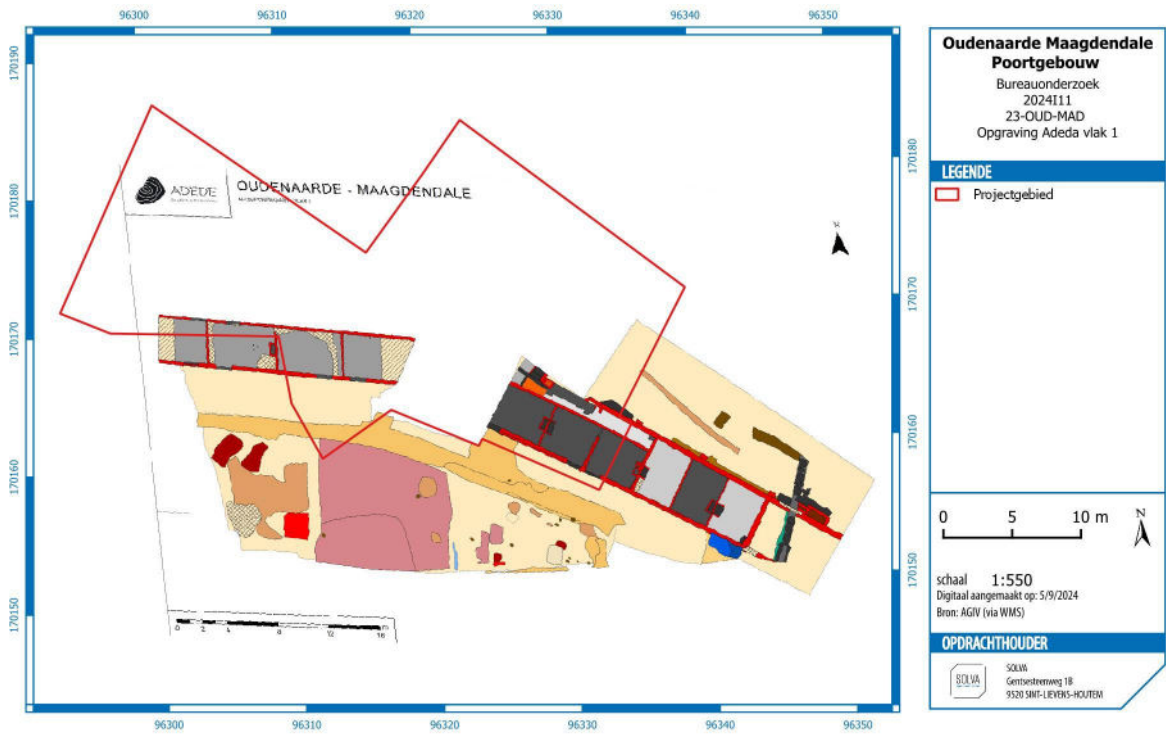 96300 96310 96320 96330 96340 96350
170190
170180
170170
170160
170150
ADEDE
OUDENAARDE - MAAGDENDALE
N
0 2 4 8 12 16 m
170180
170170
170160
170150
96300 96310 96320 96330 96340 96350
Oudenaarde Maagdendale
Poortgebouw
Bureauonderzoek
2024I11
23-OUD-MAD
Opgraving Adeda vlak 1
LEGENDE
Projectgebied
0 5 10 m
N
schaal 1:550
Digitaal aangemaakt op: 5/9/2024
Bron: AGIV (via WMS)
OPDRACHTHOUDER
SOLVA
SOLVA
Gentsesteenweg 1B
9520 SINT-LIEVENS-HOUTEM